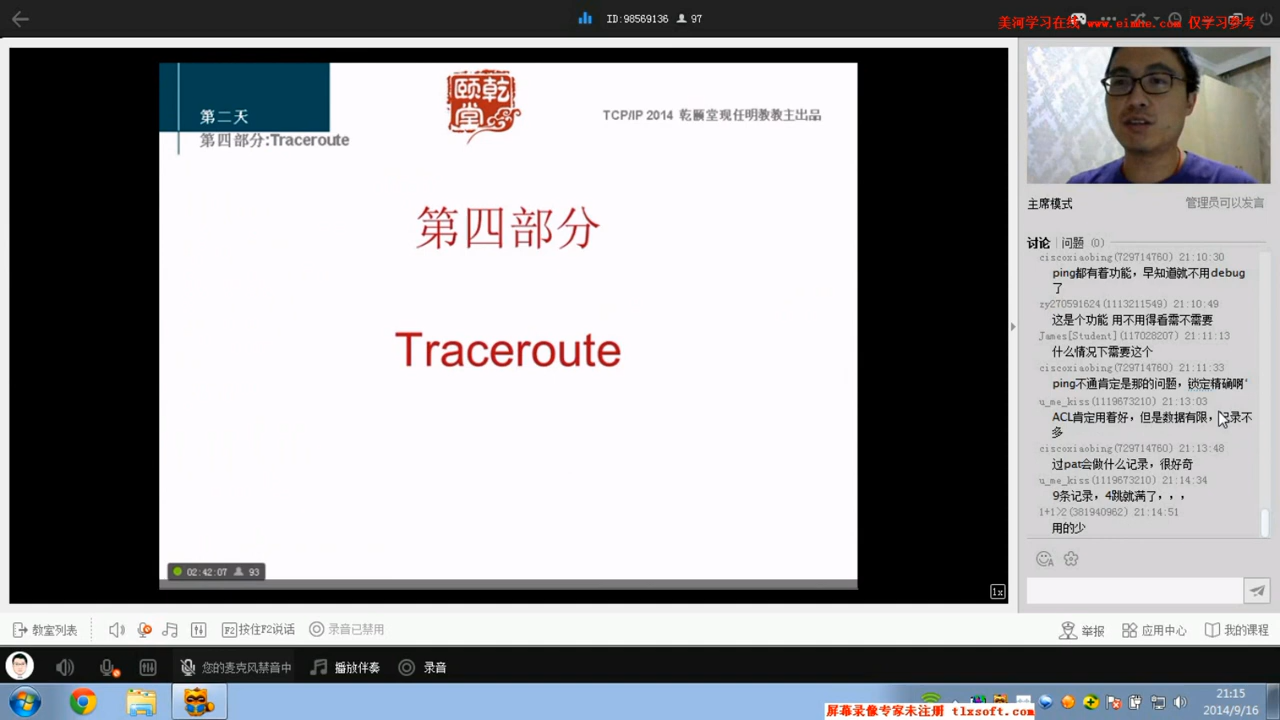 ID:98569136 97
美河学习在线 www.eimhe.com 仅学习参考
第二天
第四部分:Traceroute
乾颐堂
TCP/IP 2014 乾颐堂现任明教教主出品
第四部分
Traceroute
02:42:07 93
1x
主席模式
管理员可以发言
讨论 问题 (0)
ciscoxiaobing(729714760) 21:10:30
ping都有着功能，早知道就不用debug
了
zy270591624(1113211549) 21:10:49
这是个功能 用不用得看需不需要
James[Student](117028207) 21:11:13
什么情况下需要这个
ciscoxiaobing(729714760) 21:11:33
ping不通肯定是那的问题，锁定精确啊'
u_me_kiss(1119673210) 21:13:03
ACL肯定用着好，但是数据有限，记录不
多
ciscoxiaobing(729714760) 21:13:48
过pat会做什么记录，很好奇
u_me_kiss(1119673210) 21:14:34
9条记录，4跳就满了，，，
1+1>2(381940962) 21:14:51
用的少
教室列表
F2 按住F2说话
录音已禁用
举报
应用中心
我的课程
您的麦克风禁音中
播放伴奏
录音
21:15
2014/9/16
屏幕录像专家未注册 tlxsoft.com